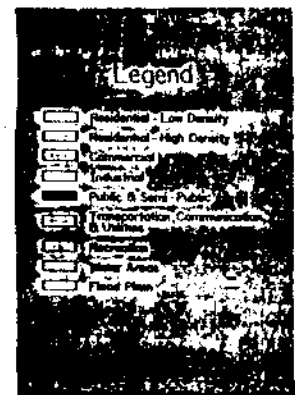 Legend
Residential - Low Density
Residential - High Density
Commercial
Industrial
Public & Semi-Public
Transportation, Communication
& Utilities
Recreation
Areas
Flood Plain